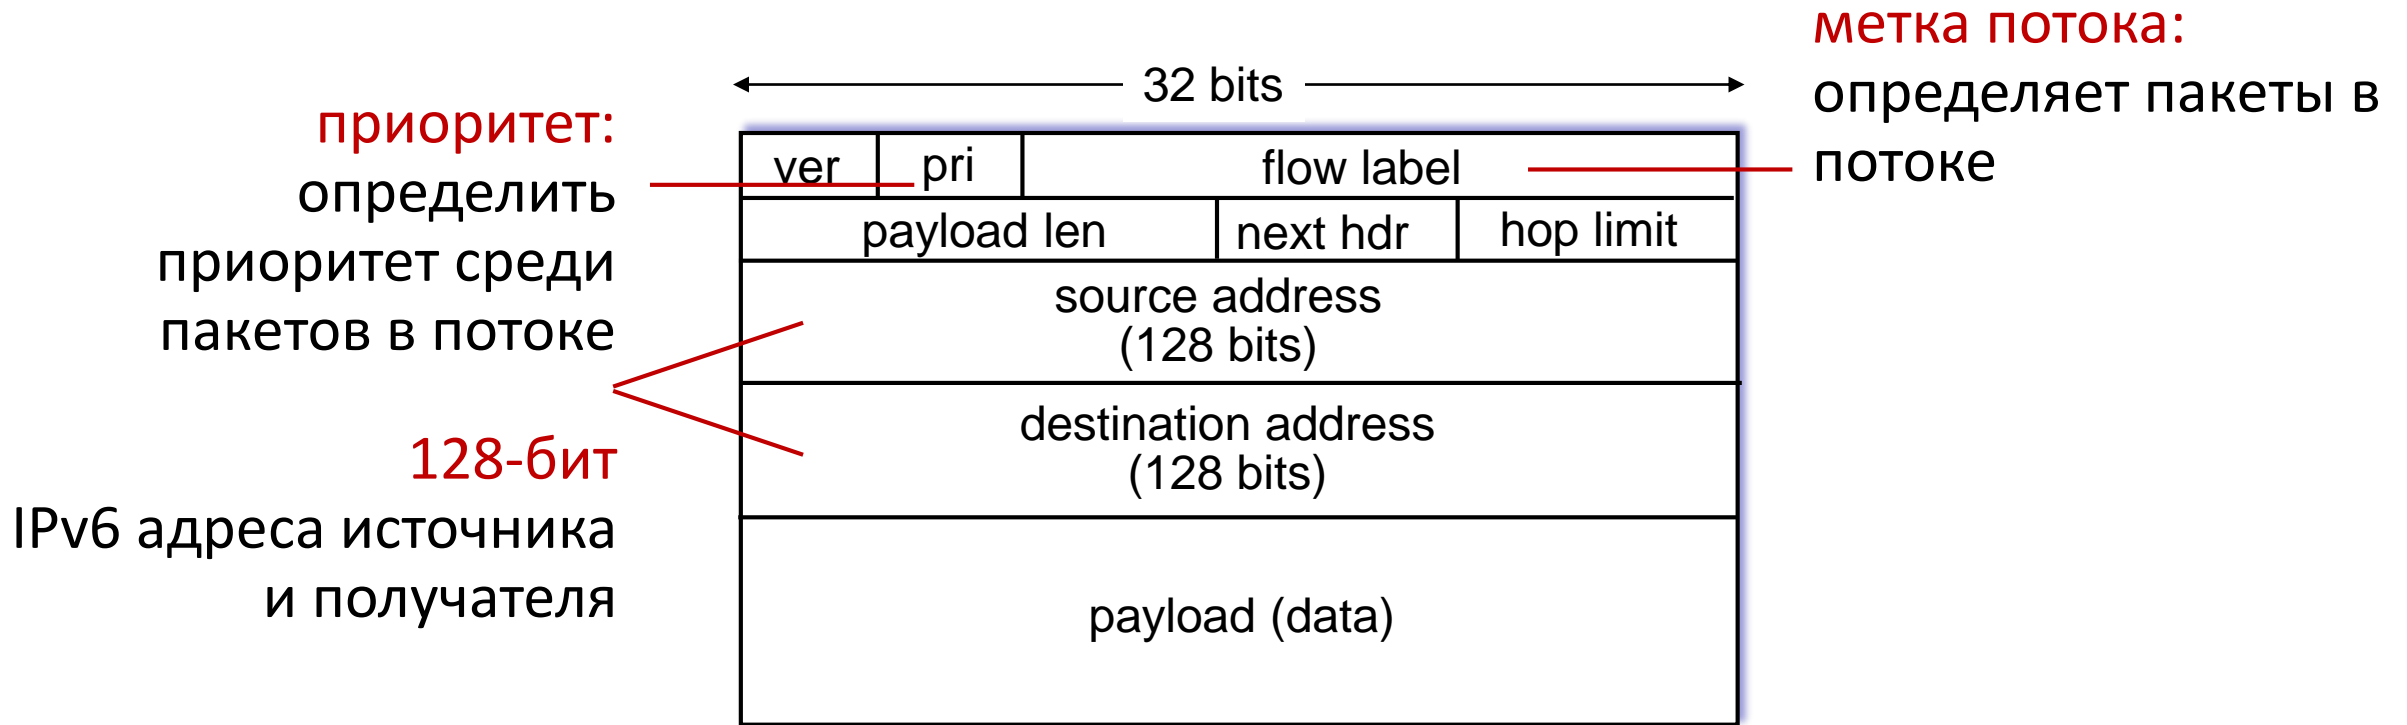 32 bits
приоритет:
определить
приоритет среди
пакетов в потоке
128-бит
IPv6 адреса источника
и получателя
ver pri flow label
payload len next hdr hop limit
source address
(128 bits)
destination address
(128 bits)
payload (data)
метка потока:
определяет пакеты в
потоке